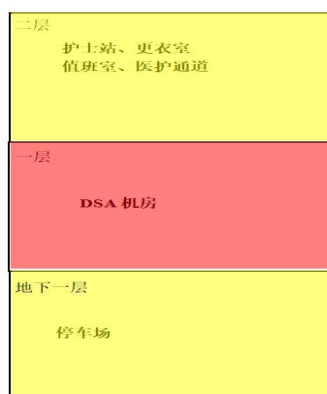 二层
护士站、更衣室
值班室、医护通道
一层
DSA 机房
地下一层
停车场